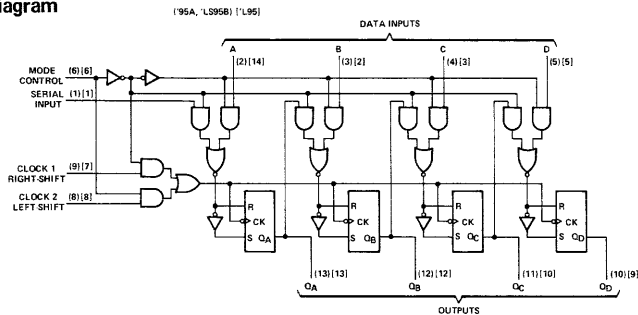 iagram
('95A, 'LS95B) ['L95]
DATA INPUTS
A B C D
(2)[14] (3)[2] (4)[3] (5)[5]
MODE CONTROL (6)[6]
SERIAL INPUT (1)[1]
CLOCK 1 RIGHT-SHIFT (9)[7]
CLOCK 2 LEFT-SHIFT (8)[8]
R R R R
CK CK CK CK
S QA S QB S QC S QD
(13)[13] (12)[12] (11)[10] (10)[9]
QA QB QC QD
OUTPUTS